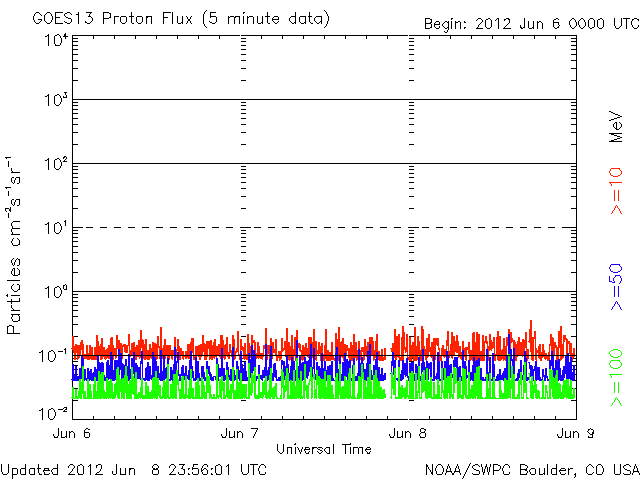 GOES13 Proton Flux (5 minute data)
Begin: 2012 Jun 6 0000 UTC
Particles cm⁻²s⁻¹sr⁻¹
10⁴
10³
10²
10¹
10⁰
10⁻¹
10⁻²
Jun 6
Jun 7
Jun 8
Jun 9
Universal Time
MeV
>=10
>=50
>=100
Updated 2012 Jun 8 23:56:01 UTC
NOAA/SWPC Boulder, CO USA